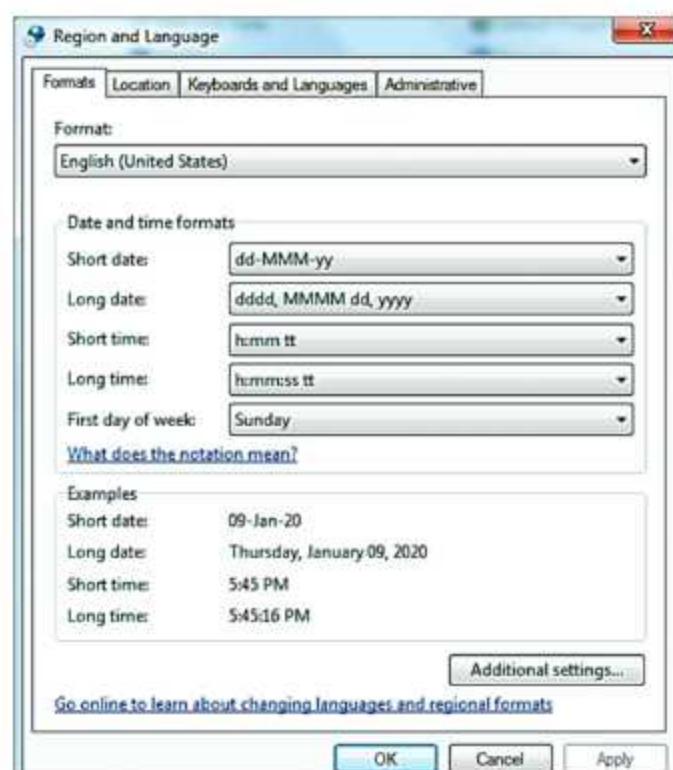 Region and Language
Formats Location Keyboards and Languages Administrative
Format:
English (United States)
Date and time formats
Short date: dd-MMM-yy
Long date: dddd, MMMM dd, yyyy
Short time: h:mm tt
Long time: h:mm:ss tt
First day of week: Sunday
What does the notation mean?
Examples
Short date: 09-Jan-20
Long date: Thursday, January 09, 2020
Short time: 5:45 PM
Long time: 5:45:16 PM
Additional settings...
Go online to learn about changing languages and regional formats
OK Cancel Apply